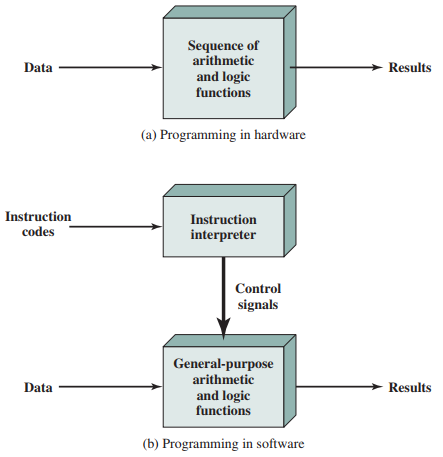 Sequence of
arithmetic
and logic
functions
Data
Results
(a) Programming in hardware
Instruction
codes
Instruction
interpreter
Control
signals
General-purpose
arithmetic
and logic
functions
Data
Results
(b) Programming in software